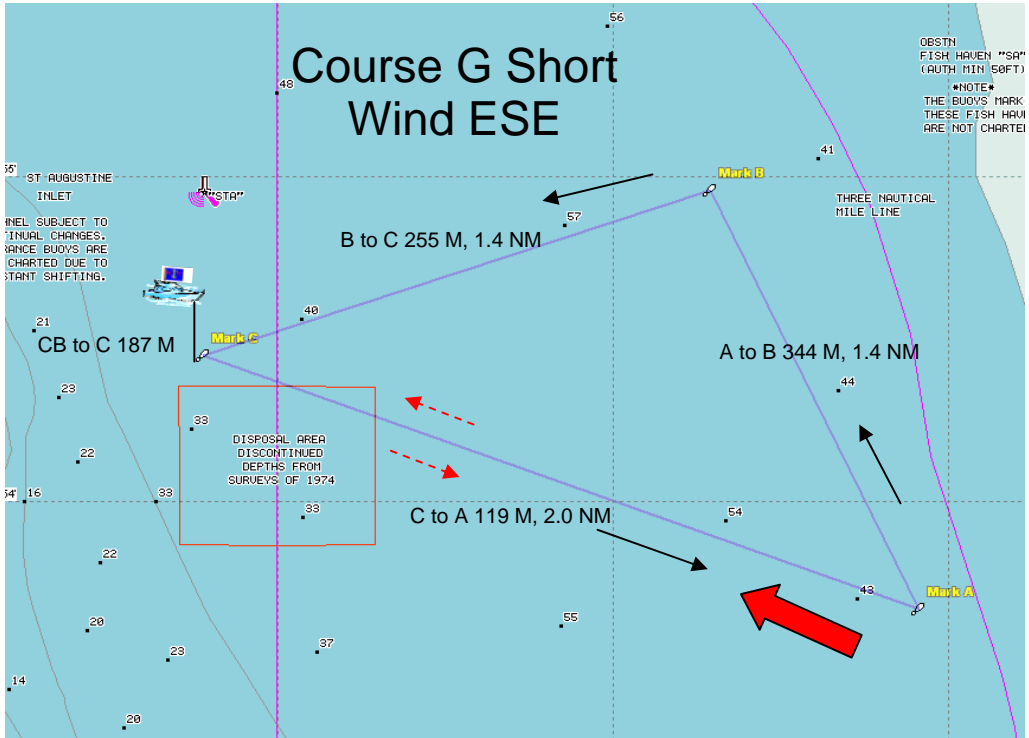 56
Course G Short
Wind ESE
48
OBSTN
FISH HAVEN "SA"
(AUTH MIN 50FT)
*NOTE*
THE BUOYS MARK
THESE FISH HAV
ARE NOT CHARTE
41
55'
ST AUGUSTINE
INLET
"STA"
Mark B
THREE NAUTICAL
MILE LINE
NNEL SUBJECT TO
TINUAL CHANGES.
RANCE BUOYS ARE
CHARTED DUE TO
STANT SHIFTING.
57
B to C 255 M, 1.4 NM
40
21
Mark C
CB to C 187 M
A to B 344 M, 1.4 NM
44
23
33
DISPOSAL AREA
DISCONTINUED
DEPTHS FROM
SURVEYS OF 1974
22
54'
16
33
33
C to A 119 M, 2.0 NM
54
22
43
Mark A
20
55
23
37
14
20